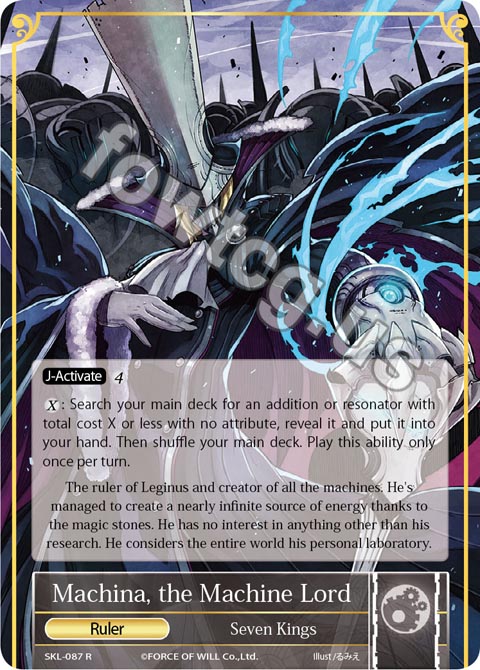 fowtcg.us
J-Activate 4
X : Search your main deck for an addition or resonator with
total cost X or less with no attribute, reveal it and put it into
your hand. Then shuffle your main deck. Play this ability only
once per turn.
The ruler of Leginus and creator of all the machines. He's
managed to create a nearly infinite source of energy thanks to
the magic stones. He has no interest in anything other than his
research. He considers the entire world his personal laboratory.
Machina, the Machine Lord
Ruler
Seven Kings
SKL-087 R
©FORCE OF WILL Co.,Ltd.
Illust/るみえ